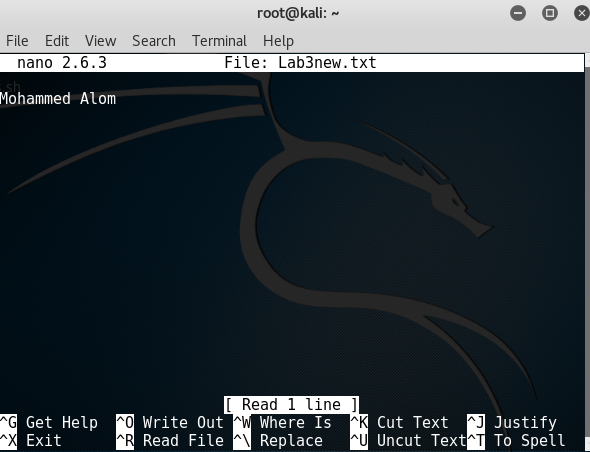 root@kali: ~
File Edit View Search Terminal Help
nano 2.6.3 File: Lab3new.txt
sh
Mohammed Alom
[ Read 1 line ]
^G Get Help ^O Write Out ^W Where Is ^K Cut Text ^J Justify
^X Exit ^R Read File ^\ Replace ^U Uncut Text ^T To Spell